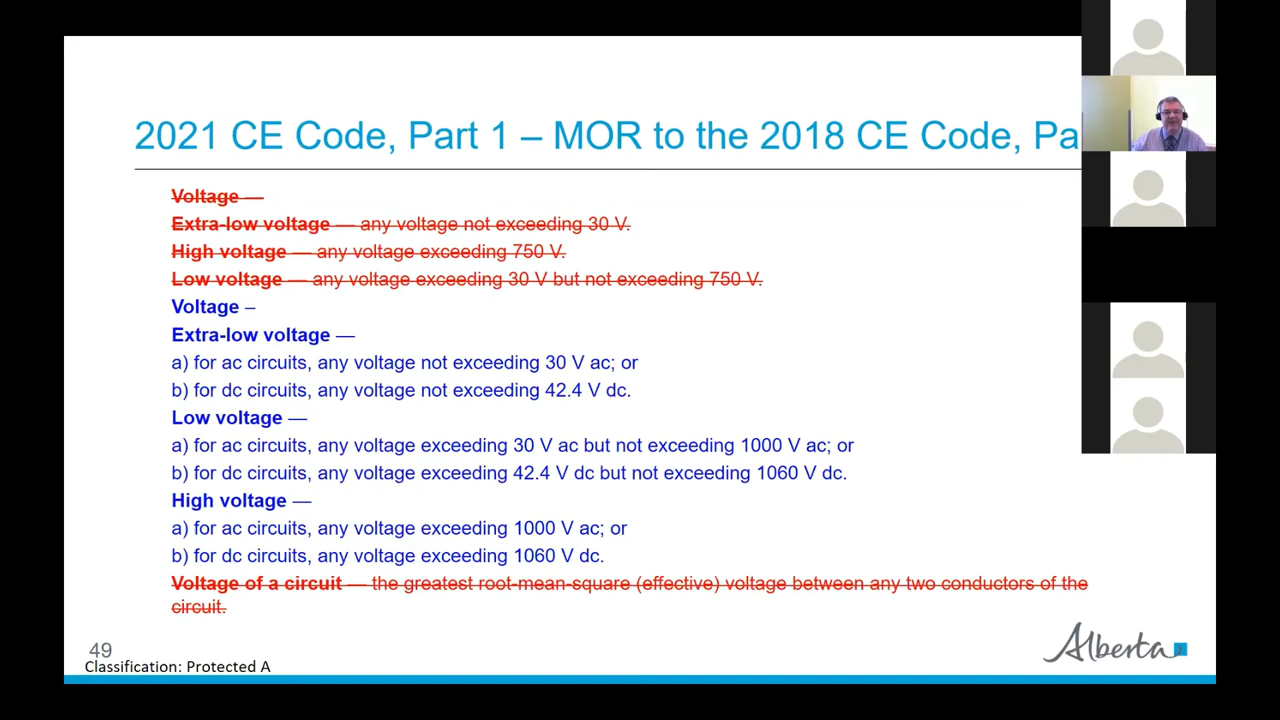 2021 CE Code, Part 1 – MOR to the 2018 CE Code, Pa
Voltage —
Extra-low voltage — any voltage not exceeding 30 V.
High voltage — any voltage exceeding 750 V.
Low voltage — any voltage exceeding 30 V but not exceeding 750 V.
Voltage –
Extra-low voltage —
a) for ac circuits, any voltage not exceeding 30 V ac; or
b) for dc circuits, any voltage not exceeding 42.4 V dc.
Low voltage —
a) for ac circuits, any voltage exceeding 30 V ac but not exceeding 1000 V ac; or
b) for dc circuits, any voltage exceeding 42.4 V dc but not exceeding 1060 V dc.
High voltage —
a) for ac circuits, any voltage exceeding 1000 V ac; or
b) for dc circuits, any voltage exceeding 1060 V dc.
Voltage of a circuit — the greatest root-mean-square (effective) voltage between any two conductors of the
circuit.
49
Classification: Protected A
Alberta